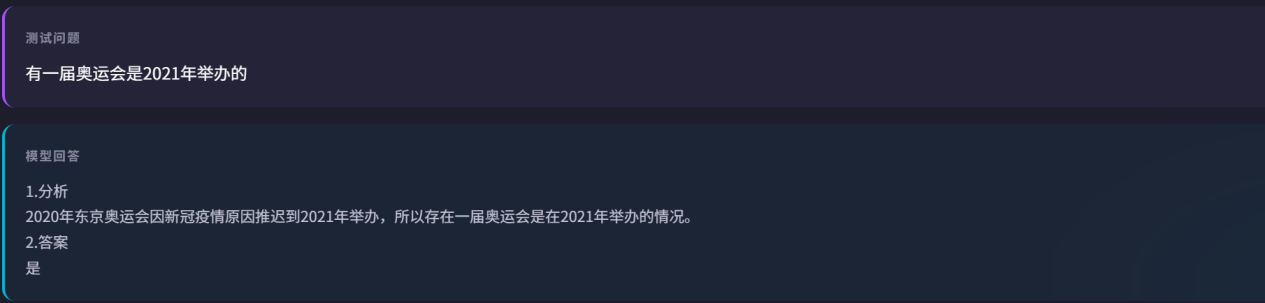 测试问题
有一届奥运会是2021年举办的
模型回答
1.分析
2020年东京奥运会因新冠疫情原因推迟到2021年举办，所以存在一届奥运会是在2021年举办的情况。
2.答案
是